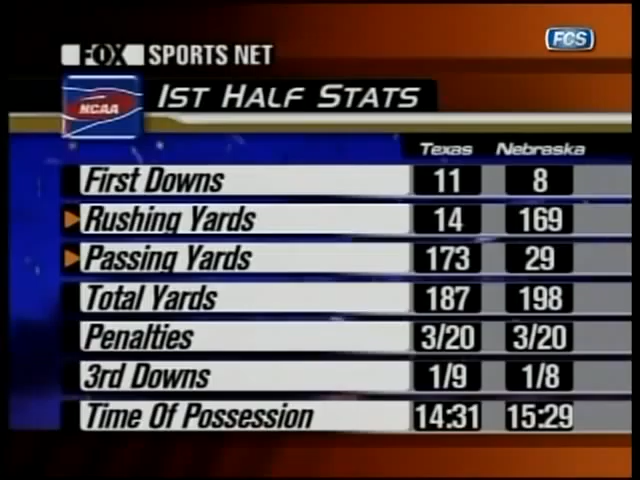 FOX SPORTS NET
FCS
NCAA
1ST HALF STATS
Texas Nebraska
First Downs 11 8
Rushing Yards 14 169
Passing Yards 173 29
Total Yards 187 198
Penalties 3/20 3/20
3rd Downs 1/9 1/8
Time Of Possession 14:31 15:29